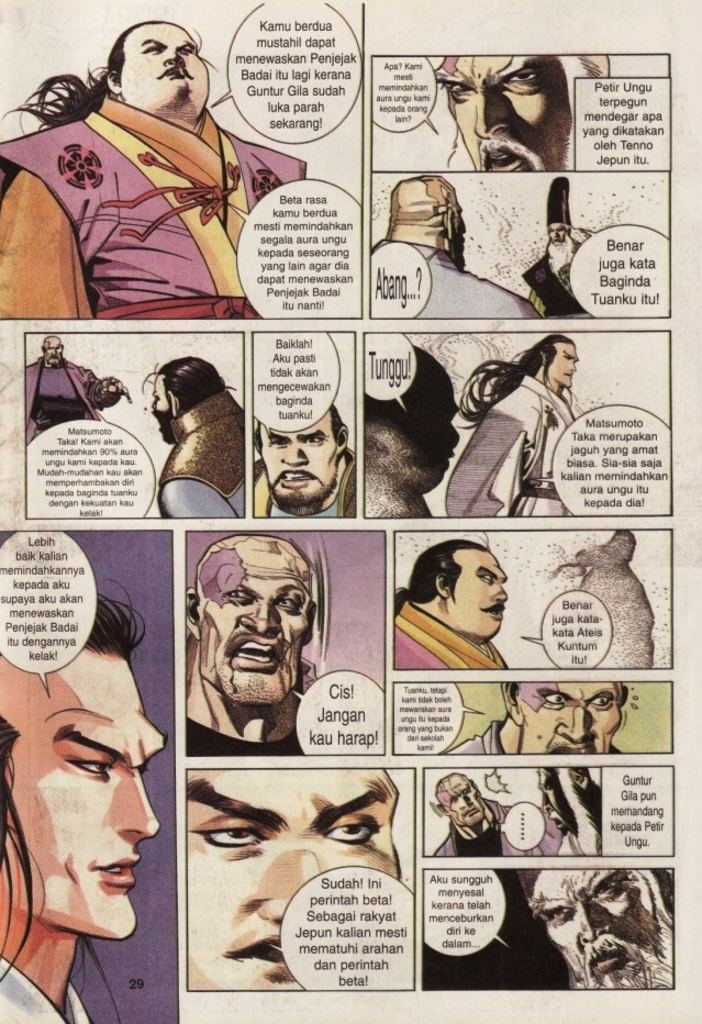 Kamu berdua
mustahil dapat
menewaskan Penjejak
Badai itu lagi kerana
Guntur Gila sudah
luka parah
sekarang!
Beta rasa
kamu berdua
mesti memindahkan
segala aura ungu
kepada seseorang
yang lain agar dia
dapat menewaskan
Penjejak Badai
itu nanti!
Apa? Kami
mesti
memindahkan
aura ungu kami
kepada orang
lain?
Petir Ungu
terpegun
mendegar apa
yang dikatakan
oleh Tenno
Jepun itu.
Abang...?
Benar
juga kata
Baginda
Tuanku itu!
Matsumoto
Taka! Kami akan
memindahkan 90% aura
ungu kami kepada kau.
Mudah-mudahan kau akan
memperhambakan diri
kepada baginda tuanku
dengan kekuatan kau
kelak!
Baiklah!
Aku pasti
tidak akan
mengecewakan
baginda
tuanku!
Tunggu!
Matsumoto
Taka merupakan
jaguh yang amat
biasa. Sia-sia saja
kalian memindahkan
aura ungu itu
kepada dia!
Lebih
baik kalian
memindahkannya
kepada aku
supaya aku akan
menewaskan
Penjejak Badai
itu dengannya
kelak!
Cis!
Jangan
kau harap!
Benar
juga kata-
kata Ateis
Kuntum
itu!
Tuanku, tetapi
kami tidak boleh
mewariskan aura
ungu itu kepada
orang yang bukan
dari sekolah
kami!
Sudah! Ini
perintah beta!
Sebagai rakyat
Jepun kalian mesti
mematuhi arahan
dan perintah
beta!
....
Guntur
Gila pun
memandang
kepada Petir
Ungu.
Aku sungguh
menyesal
kerana telah
menceburkan
diri ke
dalam...
29